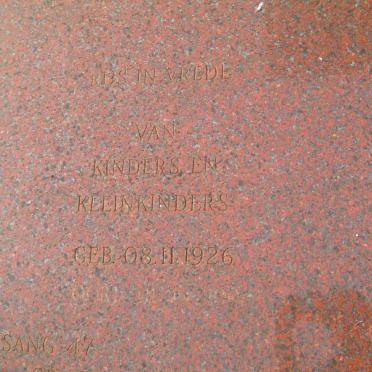 RUS IN VREDE
VAN
KINDERS EN
KLEINKINDERS
GEB. 08.11.1926
SANG 47